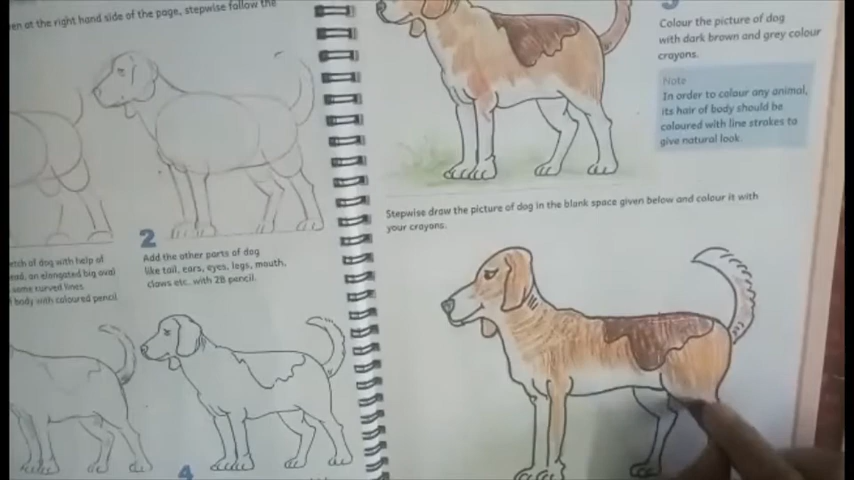 en at the right hand side of the page, stepwise follow the
2
Add the other parts of dog
like tail, ears, eyes, legs, mouth,
claws etc. with 2B pencil.
etch of dog with help of
ead, an elongated big oval
some curved lines
body with coloured pencil
4
Colour the picture of dog
with dark brown and grey colour
crayons.
Note
In order to colour any animal,
its hair of body should be
coloured with line strokes to
give natural look.
Stepwise draw the picture of dog in the blank space given below and colour it with
your crayons.